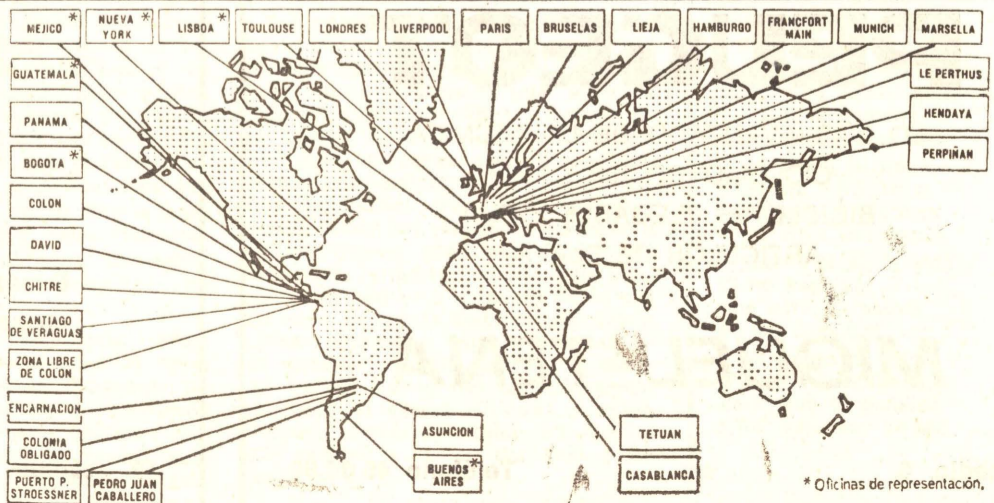 MEJICO *
NUEVA *
YORK
LISBOA *
TOULOUSE
LONDRES
LIVERPOOL
PARIS
BRUSELAS
LIEJA
HAMBURGO
FRANCFORT
MAIN
MUNICH
MARSELLA
GUATEMALA *
PANAMA
BOGOTA *
COLON
DAVID
CHITRE
SANTIAGO
DE VERAGUAS
ZONA LIBRE
DE COLON
ENCARNACION
COLONIA
OBLIGADO
PUERTO P.
STROESSNER
PEDRO JUAN
CABALLERO
ASUNCION
BUENOS *
AIRES
TETUAN
CASABLANCA
LE PERTHUS
HENDAYA
PERPIÑAN
* Oficinas de representación.